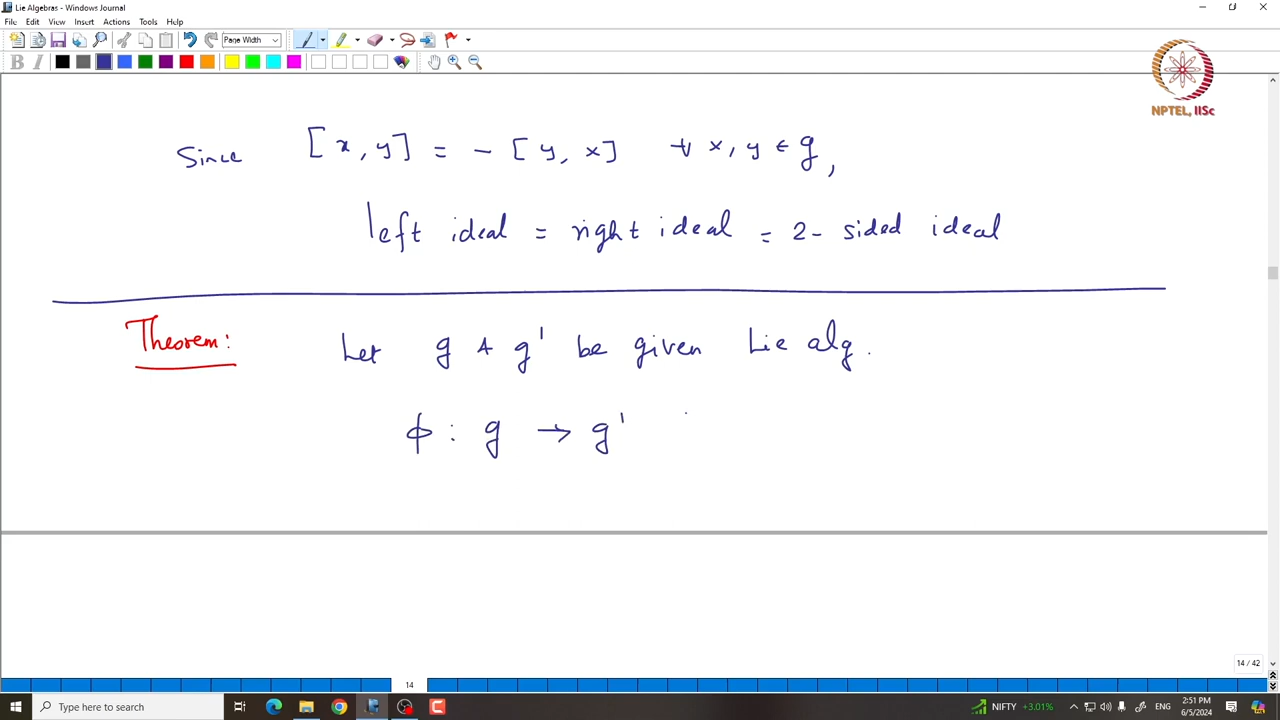 Lie Algebras - Windows Journal
File Edit View Insert Actions Tools Help
Page Width
B I
NPTEL, IISc
Since [x, y] = - [y, x] ∀ x, y ∈ g,
left ideal = right ideal = 2- sided ideal
Theorem: Let g & g' be given Lie alg.
ϕ : g → g'
14 / 42
14
Type here to search
NIFTY +3.01%
ENG
2:51 PM
6/5/2024